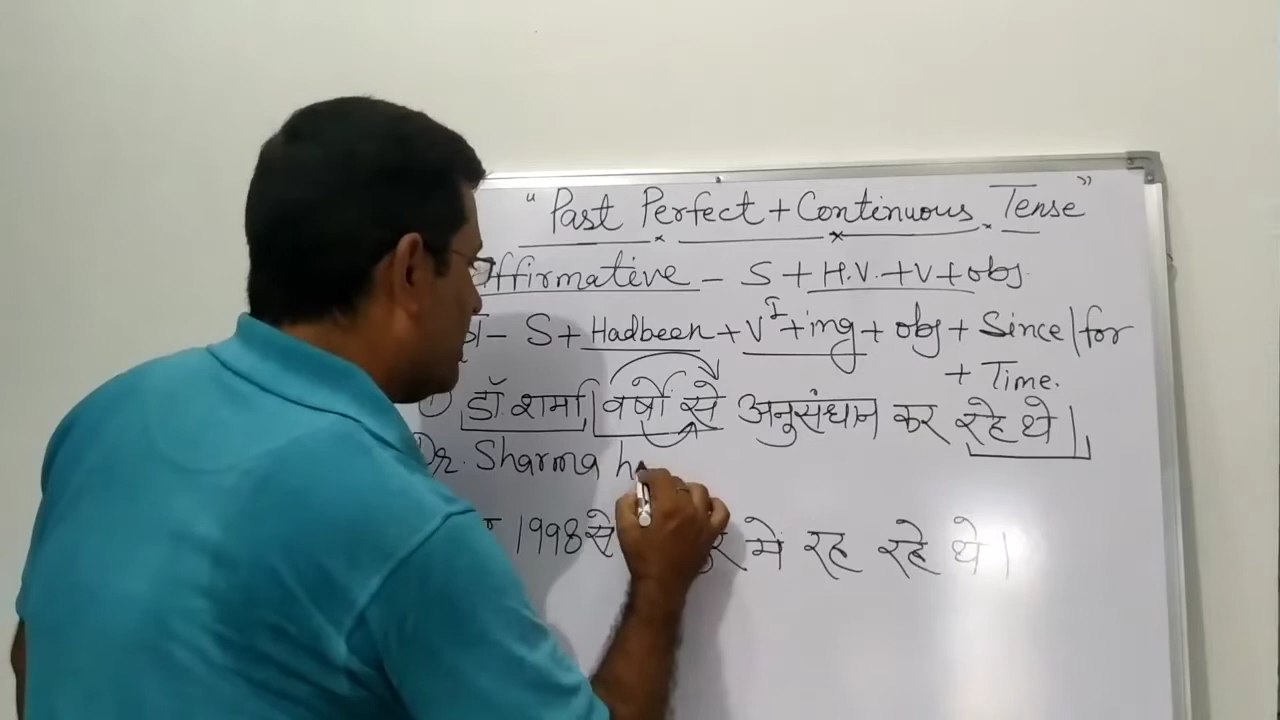 "Past Perfect + Continuous Tense"
Affirmative - S + H.V. + V + obj
- S + Hadbeen + V I + ing + obj + Since/for
+ Time.
① डॉ शर्मा वर्षों से अनुसंधान कर रहे थे।
Dr. Sharma h
1998 से में रह रहे थे।